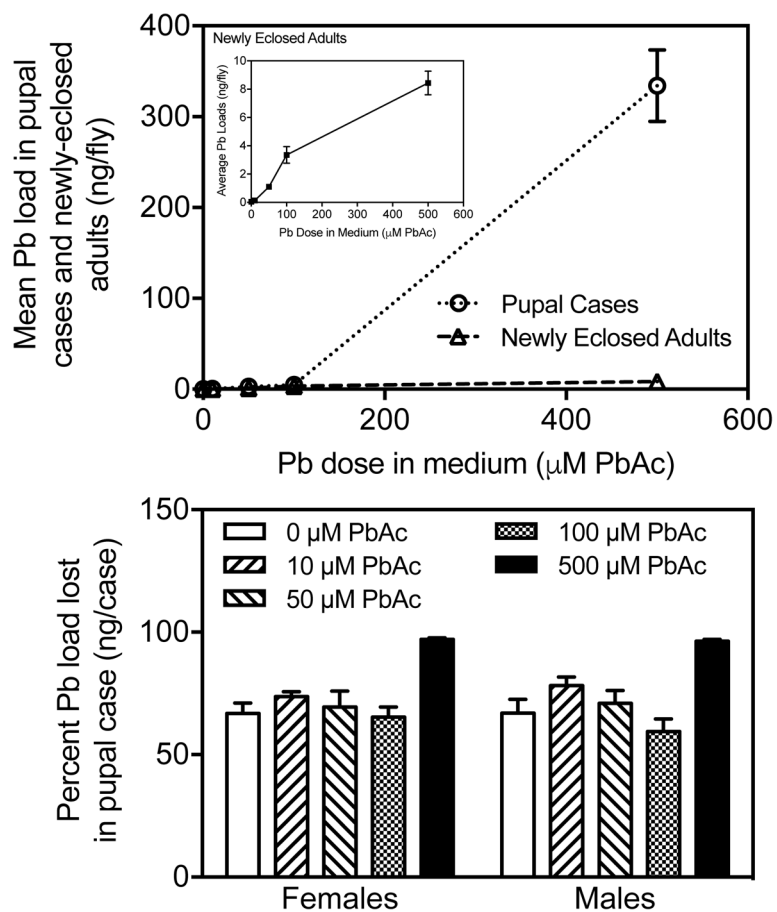 Mean Pb load in pupal
cases and newly-eclosed
adults (ng/fly)
400
300
200
100
0
Newly Eclosed Adults
Average Pb Loads (ng/fly)
10
8
6
4
2
0
0 100 200 300 400 500 600
Pb Dose in Medium (μM PbAc)
Pupal Cases
Newly Eclosed Adults
0 200 400 600
Pb dose in medium (μM PbAc)
Percent Pb load lost
in pupal case (ng/case)
150
100
50
0
0 μM PbAc
10 μM PbAc
50 μM PbAc
100 μM PbAc
500 μM PbAc
Females Males